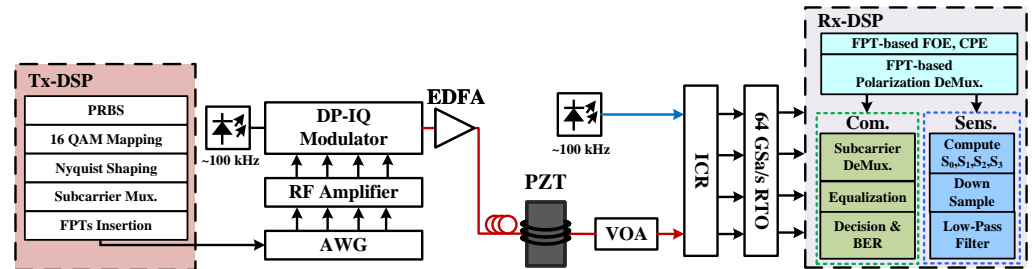 Tx-DSP
PRBS
16 QAM Mapping
Nyquist Shaping
Subcarrier Mux.
FPTs Insertion
~100 kHz
DP-IQ
Modulator
RF Amplifier
AWG
EDFA
PZT
VOA
~100 kHz
ICR
64 GSa/s RTO
Rx-DSP
FPT-based FOE, CPE
FPT-based
Polarization DeMux.
Com.
Subcarrier
DeMux.
Equalization
Decision &
BER
Sens.
Compute
S₀,S₁,S₂,S₃
Down
Sample
Low-Pass
Filter